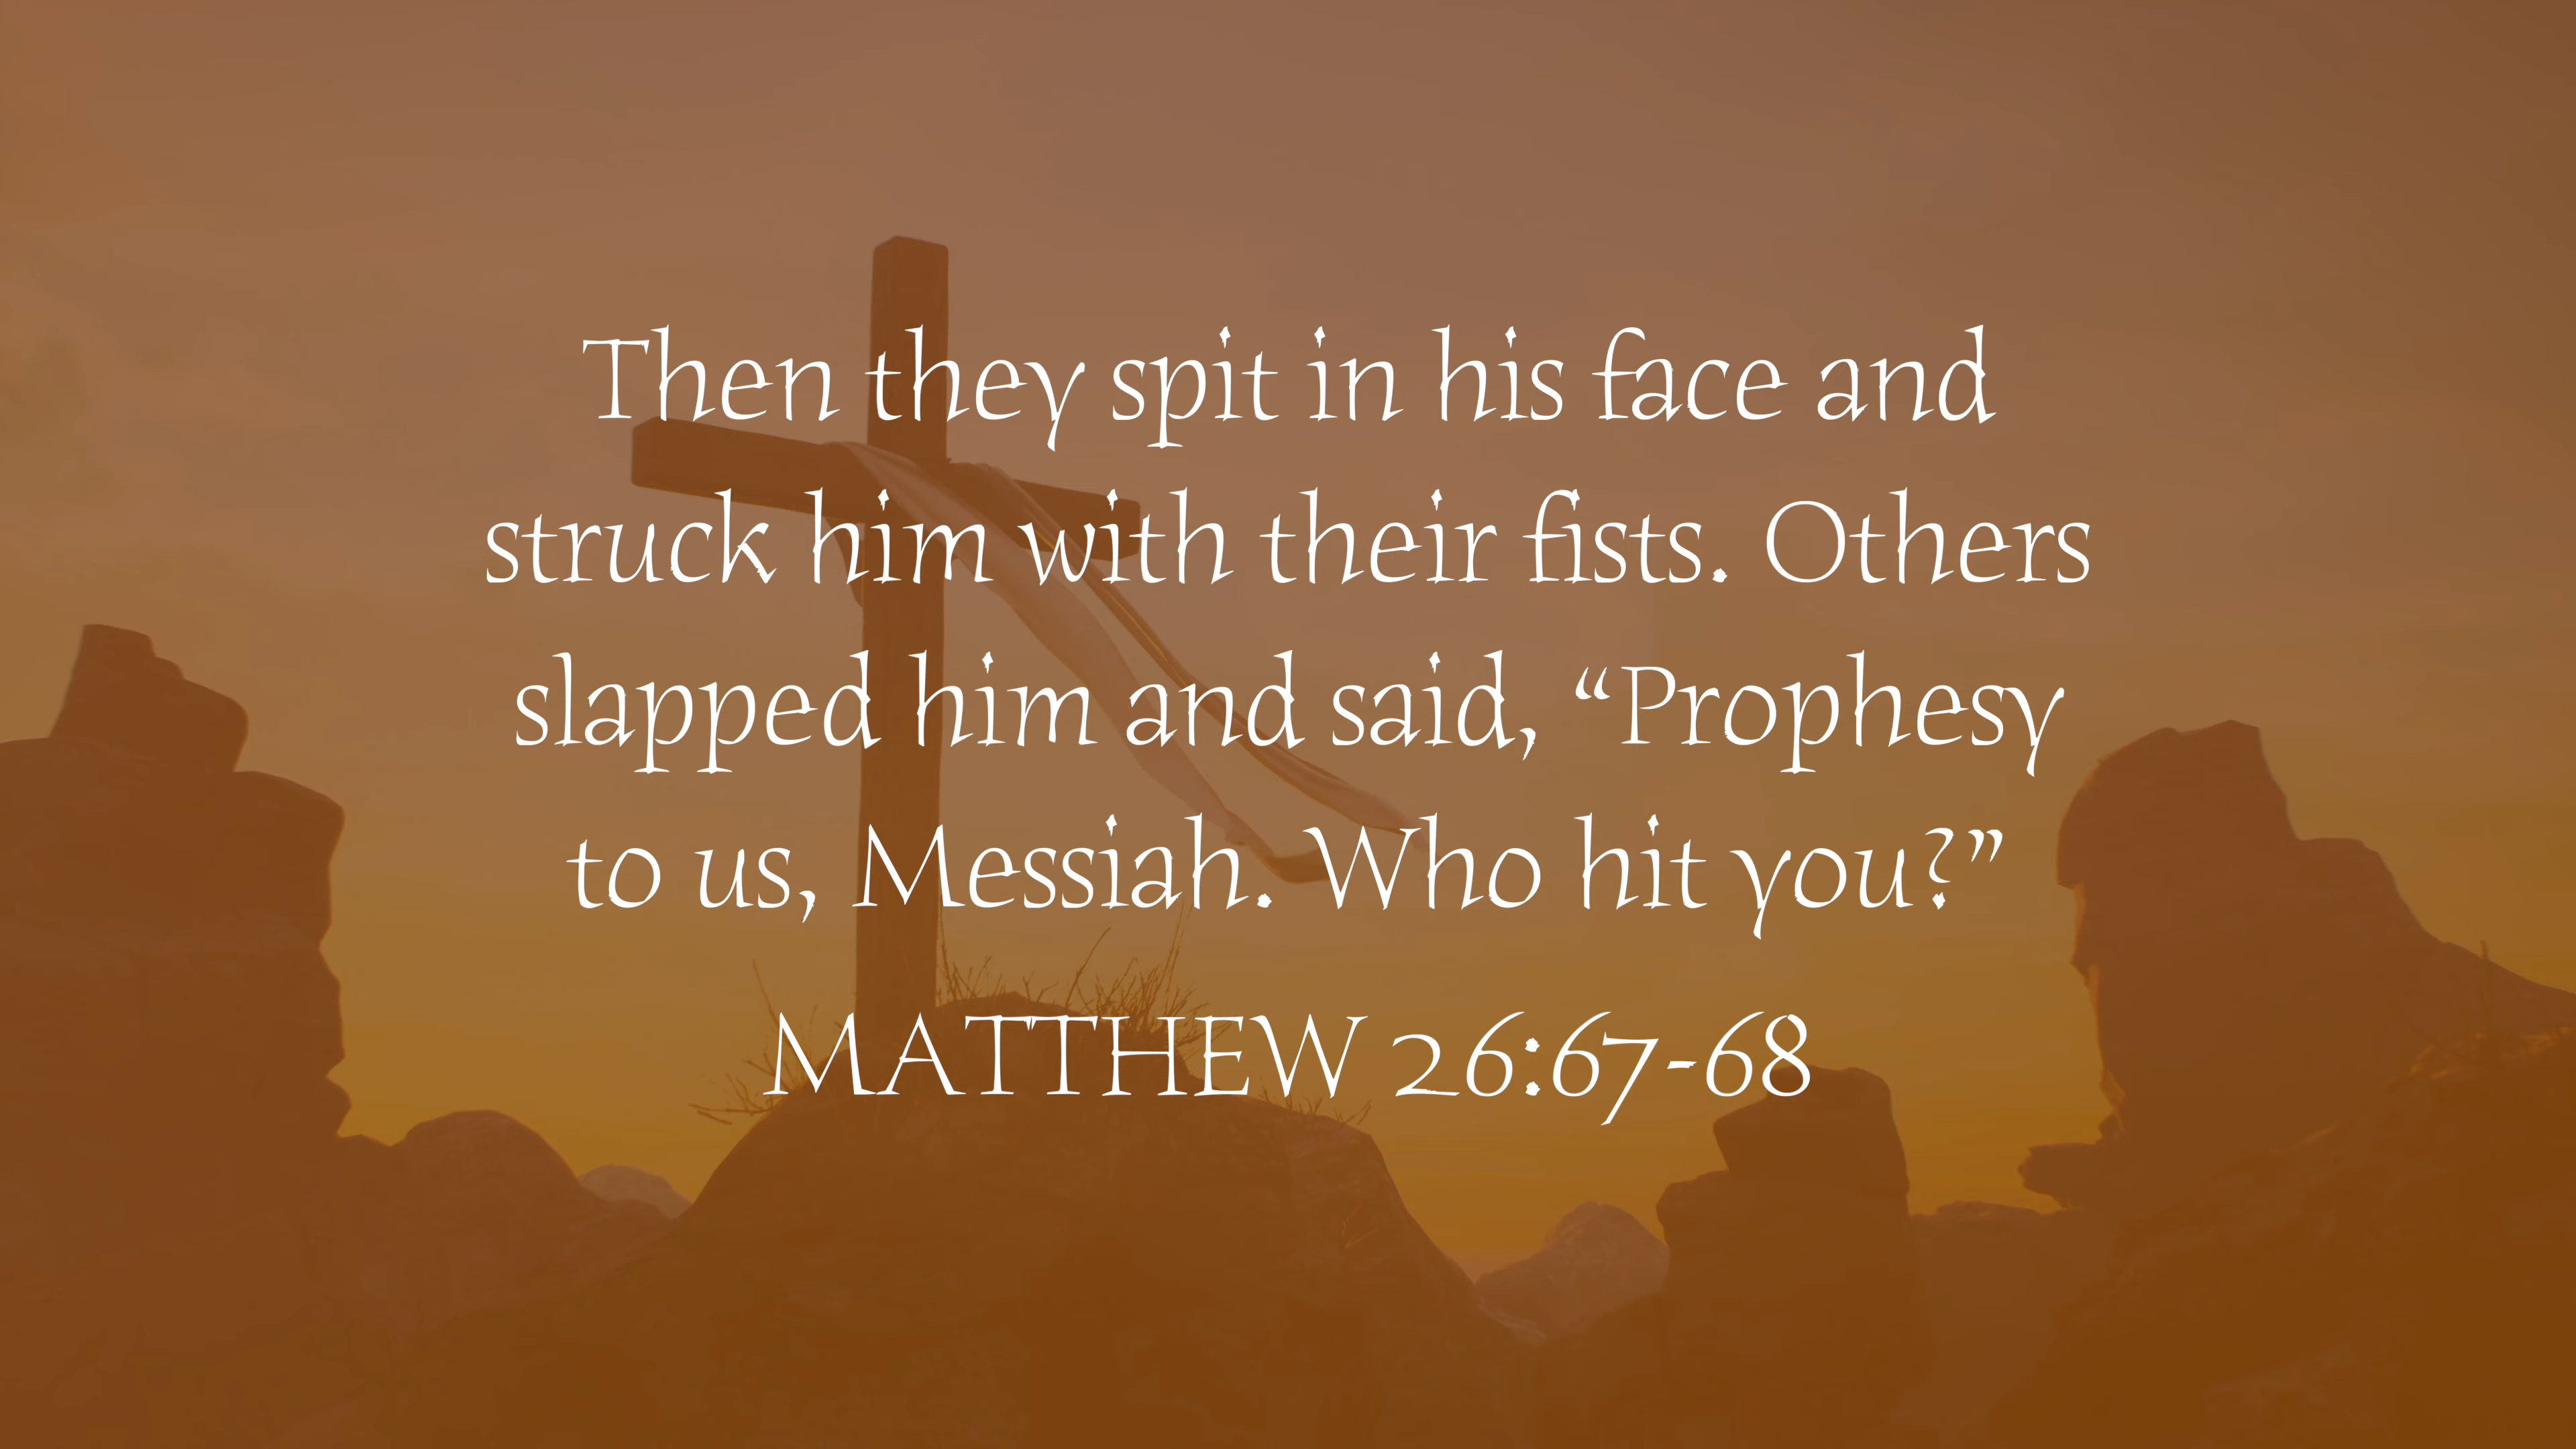 Then they spit in his face and
struck him with their fists. Others
slapped him and said, “Prophesy
to us, Messiah. Who hit you?”
MATTHEW 26:67-68